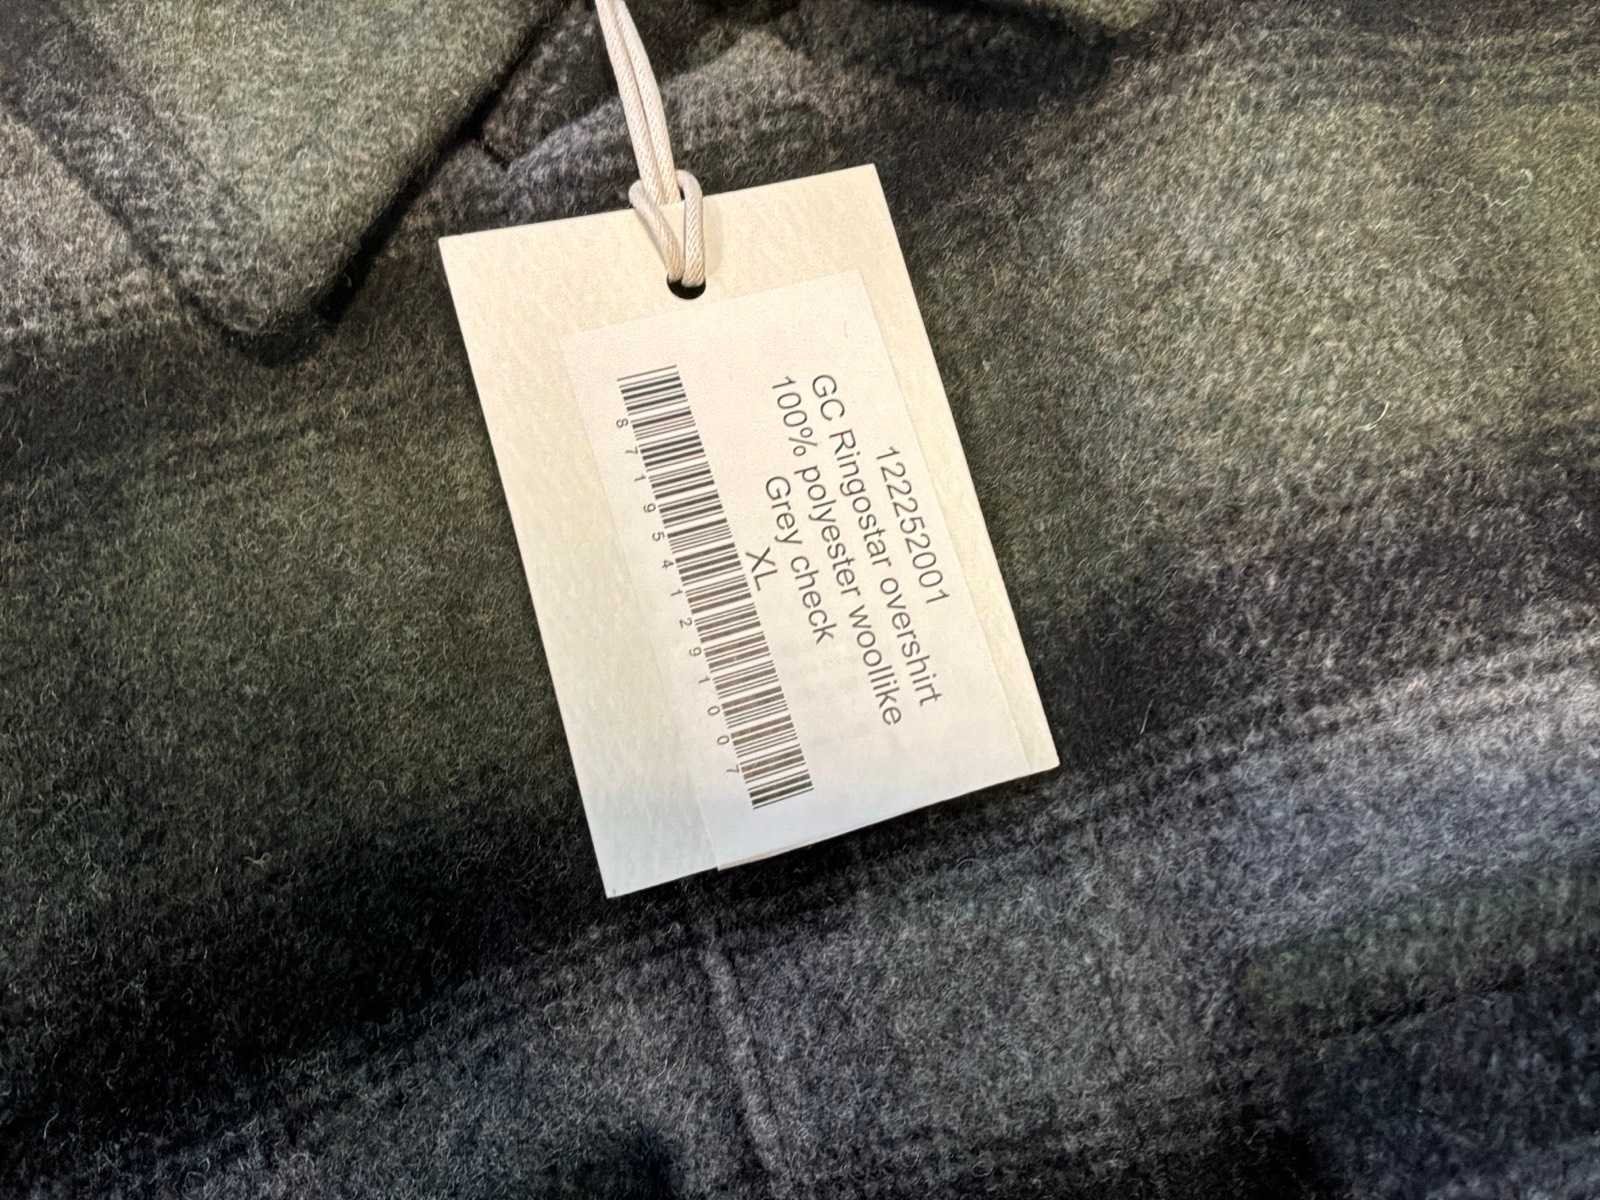 122252001
GC Ringostar overshirt
100% polyester woollike
Grey check
XL
8719541291007